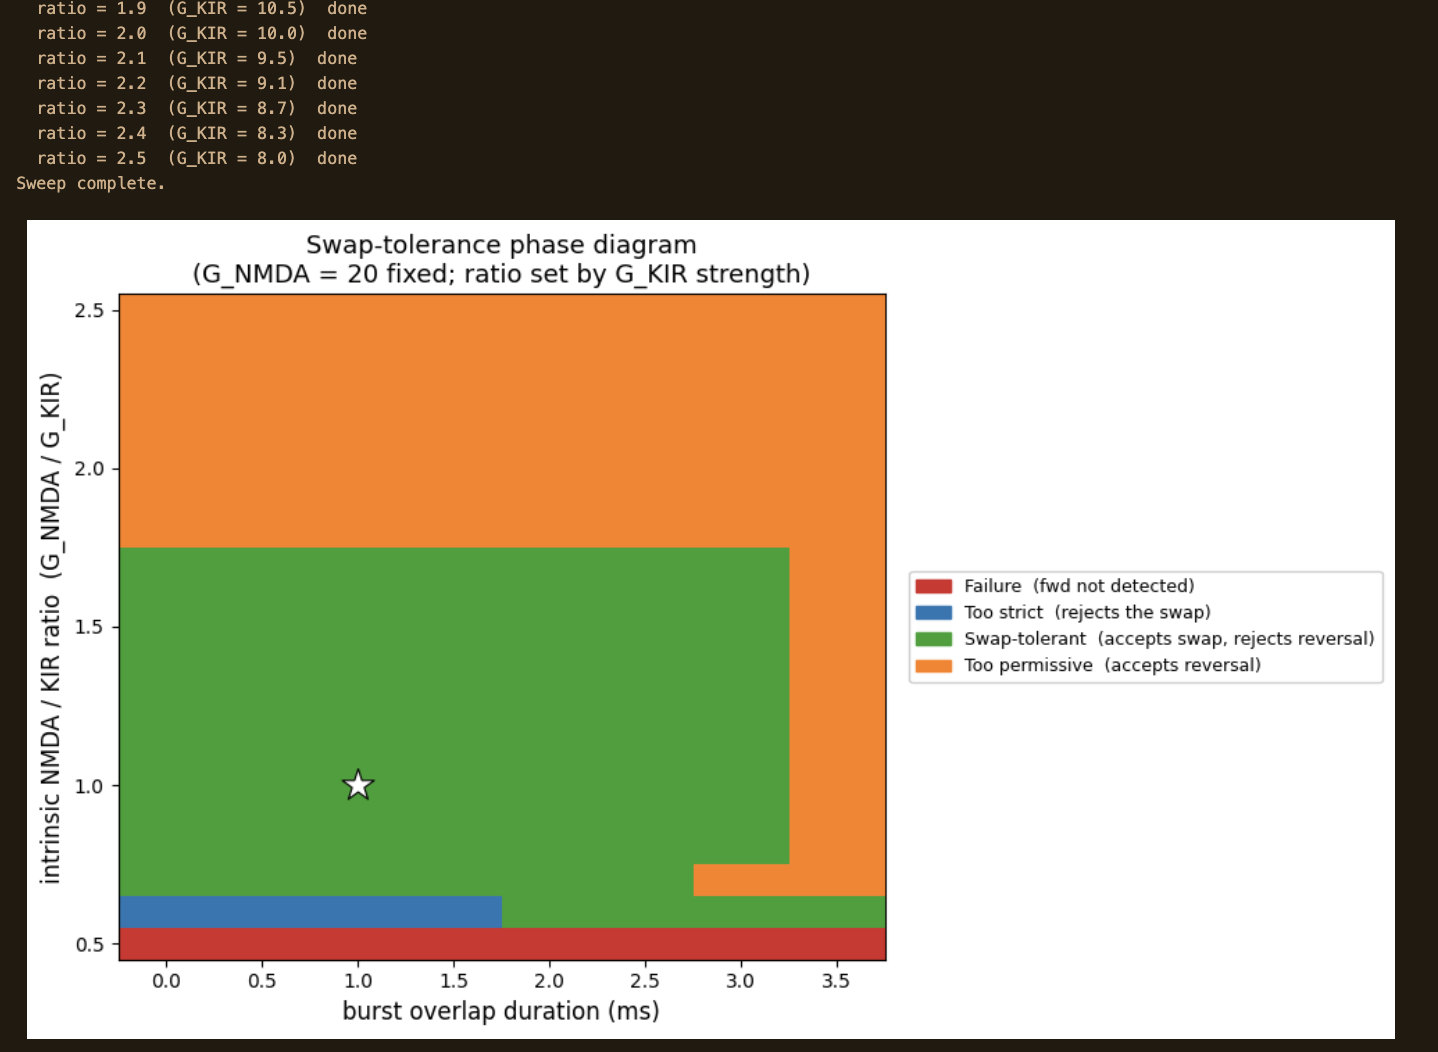 ratio = 1.9  (G_KIR = 10.5)  done
ratio = 2.0  (G_KIR = 10.0)  done
ratio = 2.1  (G_KIR = 9.5)  done
ratio = 2.2  (G_KIR = 9.1)  done
ratio = 2.3  (G_KIR = 8.7)  done
ratio = 2.4  (G_KIR = 8.3)  done
ratio = 2.5  (G_KIR = 8.0)  done
Sweep complete.
Swap-tolerance phase diagram
(G_NMDA = 20 fixed; ratio set by G_KIR strength)
intrinsic NMDA / KIR ratio  (G_NMDA / G_KIR)
2.5
2.0
1.5
1.0
0.5
0.0 0.5 1.0 1.5 2.0 2.5 3.0 3.5
burst overlap duration (ms)
Failure  (fwd not detected)
Too strict  (rejects the swap)
Swap-tolerant  (accepts swap, rejects reversal)
Too permissive  (accepts reversal)